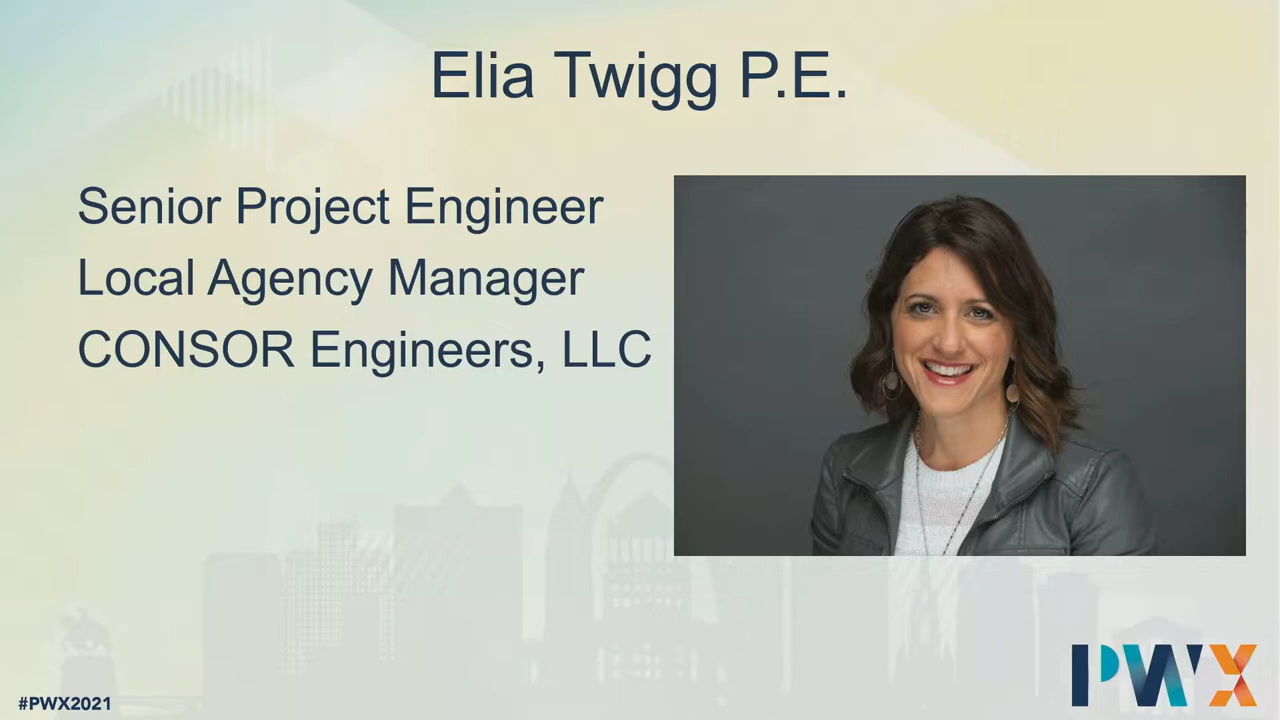 Elia Twigg P.E.
Senior Project Engineer
Local Agency Manager
CONSOR Engineers, LLC
#PWX2021
PWX